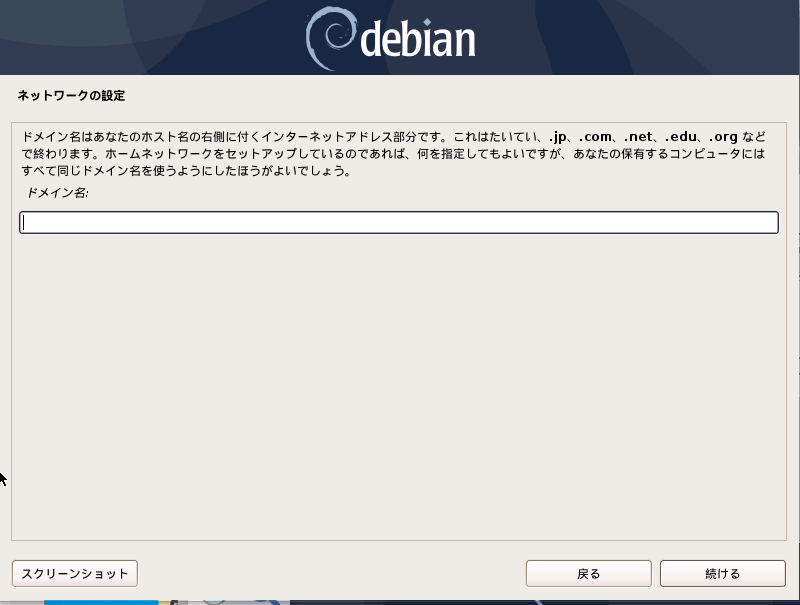 debian
ネットワークの設定
ドメイン名はあなたのホスト名の右側に付くインターネットアドレス部分です。これはたいてい、.jp、.com、.net、.edu、.org など
で終わります。ホームネットワークをセットアップしているのであれば、何を指定してもよいですが、あなたの保有するコンピュータには
すべて同じドメイン名を使うようにしたほうがよいでしょう。
ドメイン名:
スクリーンショット
戻る
続ける